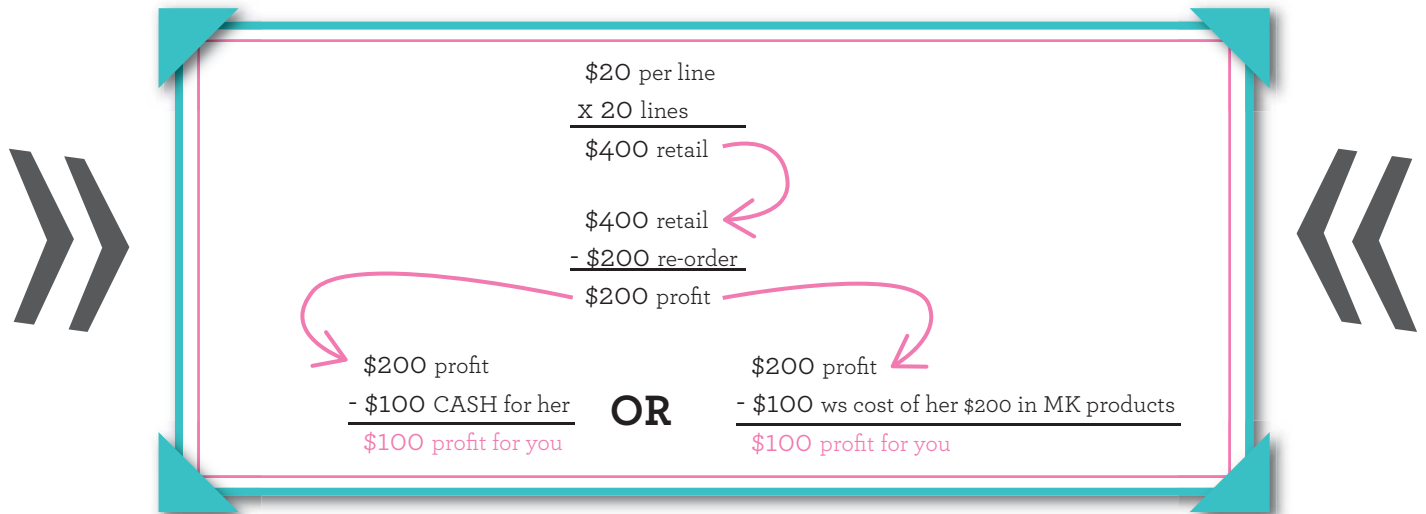 $20 per line
x 20 lines
$400 retail
$400 retail
- $200 re-order
$200 profit
$200 profit
- $100 CASH for her
$100 profit for you
OR
$200 profit
- $100 ws cost of her $200 in MK products
$100 profit for you